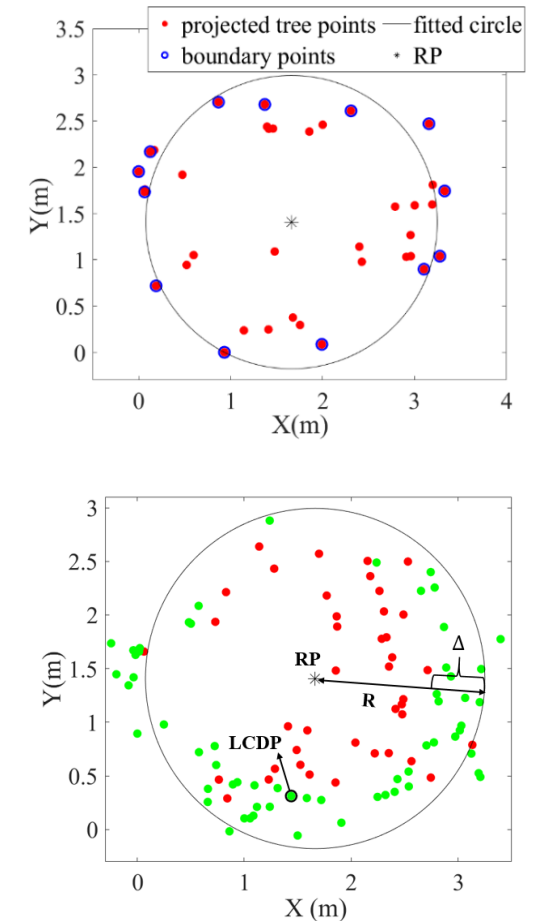 projected tree points
fitted circle
boundary points
* RP
3.5
3
2.5
2
1.5
1
0.5
0
Y(m)
0 1 2 3 4
X(m)
3
2.5
2
1.5
1
0.5
0
Y(m)
Δ
RP
R
LCDP
0 1 2 3
X (m)